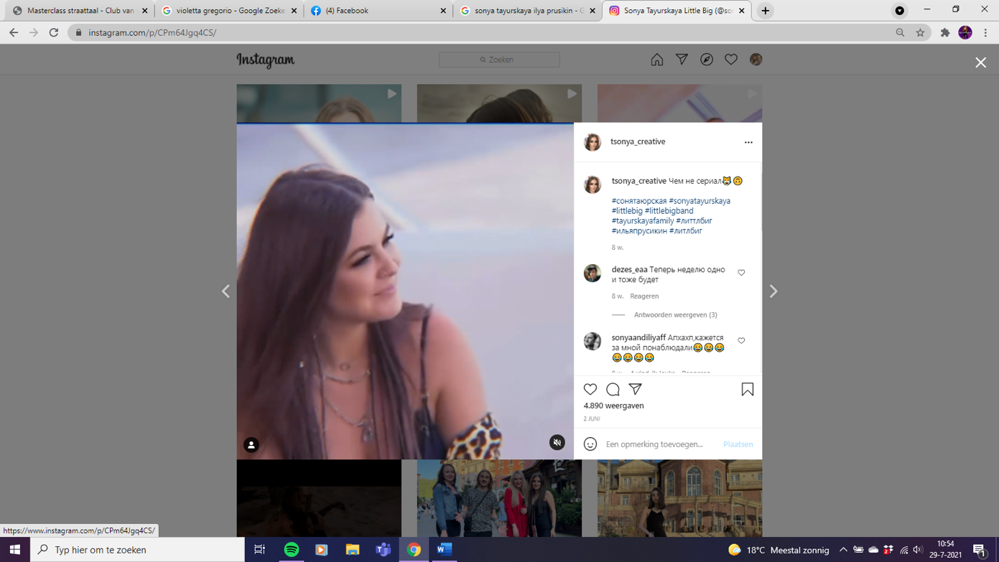 Masterclass straattaal - Club van
violetta gregorio - Google Zoeke
(4) Facebook
sonya tayurskaya ilya prusikin - G
Sonya Tayurskaya Little Big (@so
instagram.com/p/CPm64Jgq4CS/
Instagram
Zoeken
tsonya_creative
tsonya_creative Чем не сериал😹🙃
#сонятаюрская #sonyatayurskaya
#littlebig #littlebigband
#tayurskayafamily #литтлбиг
#ильяпрусикин #литлбиг
8 w.
dezes_eaa Теперь неделю одно
и тоже будет
8 w. Reageren
Antwoorden weergeven (3)
sonyaandiliyaff Апхахп,кажется
за мной понаблюдали😂😂😂
😂😂😂😂
4.890 weergaven
2 JUNI
Een opmerking toevoegen...
Plaatsen
https://www.instagram.com/p/CPm64Jgq4CS/
Typ hier om te zoeken
18°C Meestal zonnig
2
10:54
29-7-2021
1